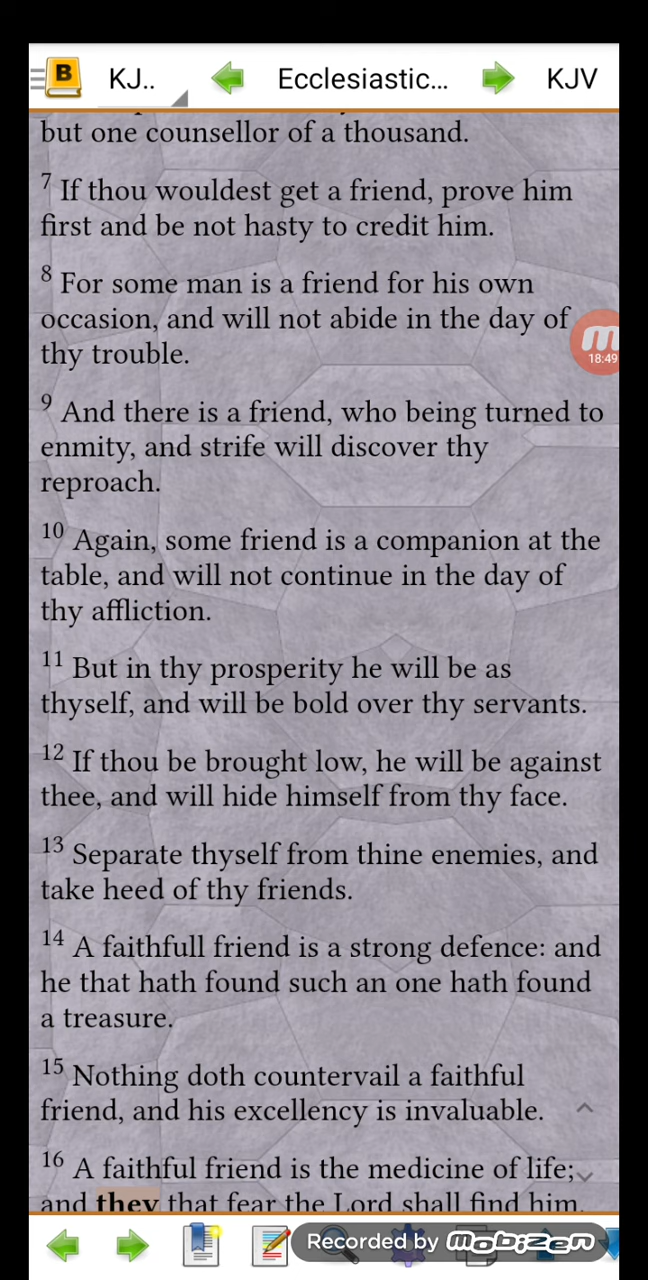 B KJ.. Ecclesiastic... KJV
but one counsellor of a thousand.
7 If thou wouldest get a friend, prove him
first and be not hasty to credit him.
8 For some man is a friend for his own
occasion, and will not abide in the day of
thy trouble.
18:49
9 And there is a friend, who being turned to
enmity, and strife will discover thy
reproach.
10 Again, some friend is a companion at the
table, and will not continue in the day of
thy affliction.
11 But in thy prosperity he will be as
thyself, and will be bold over thy servants.
12 If thou be brought low, he will be against
thee, and will hide himself from thy face.
13 Separate thyself from thine enemies, and
take heed of thy friends.
14 A faithfull friend is a strong defence: and
he that hath found such an one hath found
a treasure.
15 Nothing doth countervail a faithful
friend, and his excellency is invaluable.
16 A faithful friend is the medicine of life;
and they that fear the Lord shall find him.
Recorded by mobizen